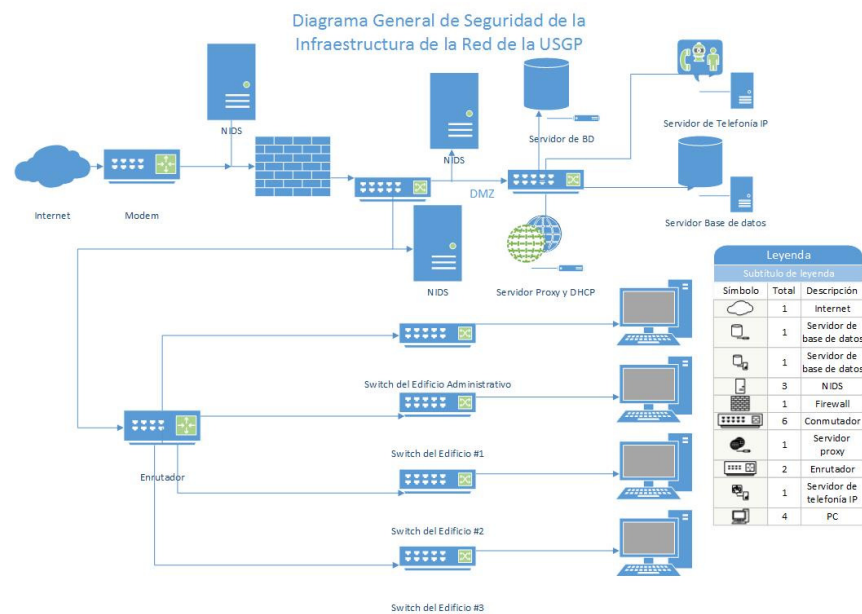 Diagrama General de Seguridad de la
Infraestructura de la Red de la USGP
NIDS
NIDS
Servidor de BD
Servidor de Telefonía IP
Internet
Modem
DMZ
Servidor Base de datos
NIDS
Servidor Proxy y DHCP
Switch del Edificio Administrativo
Enrutador
Switch del Edificio #1
Switch del Edificio #2
Switch del Edificio #3
Leyenda
Subtítulo de leyenda
Símbolo Total Descripción
1 Internet
1 Servidor de
base de datos
1 Servidor de
base de datos
3 NIDS
1 Firewall
6 Conmutador
1 Servidor
proxy
2 Enrutador
1 Servidor de
telefonía IP
4 PC